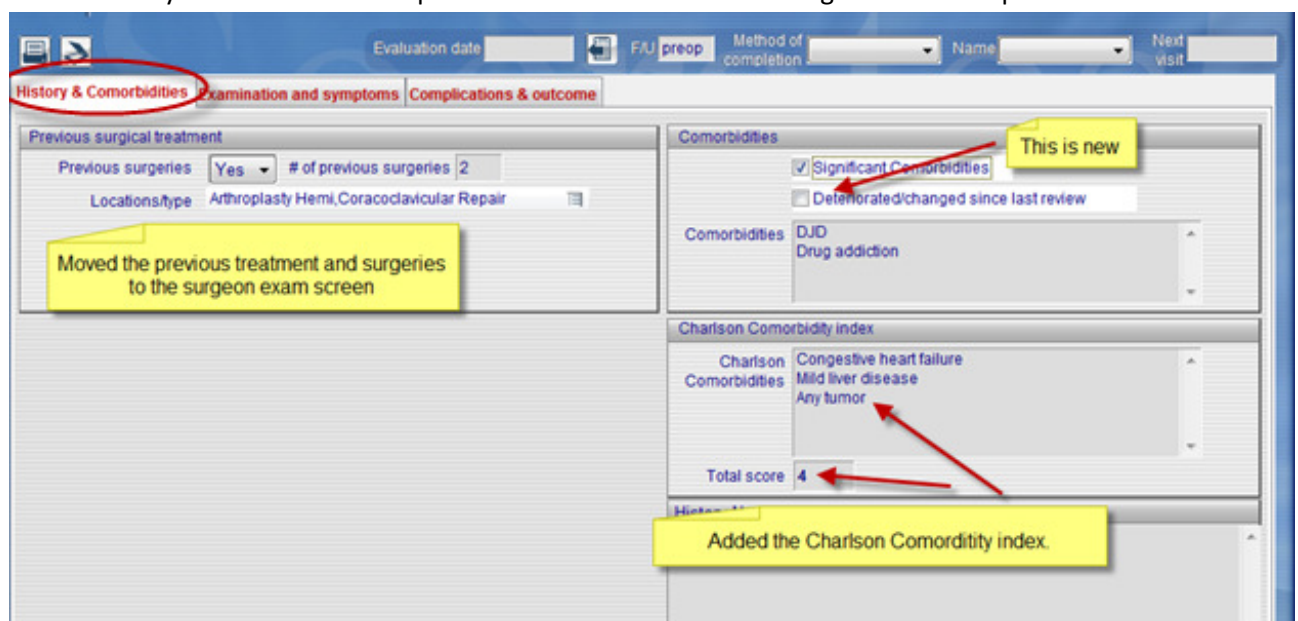 Evaluation date F/U preop Method of completion Name Next visit
History & Comorbidities Examination and symptoms Complications & outcome
Previous surgical treatment
Previous surgeries Yes # of previous surgeries 2
Locations/type Arthroplasty Hemi,Coracoclavicular Repair
Moved the previous treatment and surgeries
to the surgeon exam screen
Comorbidities
This is new
Significant Comorbidities
Deteriorated/changed since last review
Comorbidities DJD
Drug addiction
Charlson Comorbidity index
Charlson Comorbidities Congestive heart failure
Mild liver disease
Any tumor
Total score 4
Added the Charlson Comorditity index.